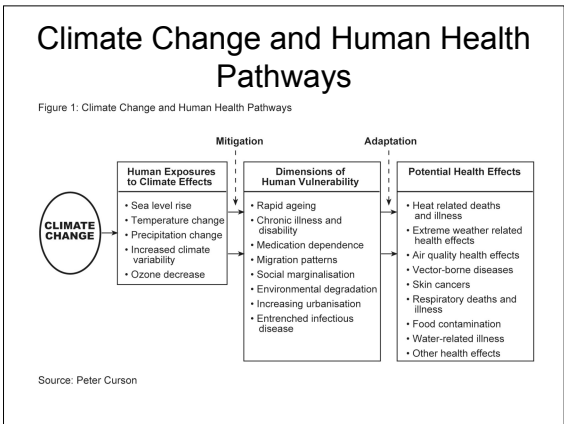 Climate Change and Human Health
Pathways
Figure 1: Climate Change and Human Health Pathways
Mitigation
Adaptation
CLIMATE
CHANGE
Human Exposures
to Climate Effects
• Sea level rise
• Temperature change
• Precipitation change
• Increased climate
variability
• Ozone decrease
Dimensions of
Human Vulnerability
• Rapid ageing
• Chronic illness and
disability
• Medication dependence
• Migration patterns
• Social marginalisation
• Environmental degradation
• Increasing urbanisation
• Entrenched infectious
disease
Potential Health Effects
• Heat related deaths
and illness
• Extreme weather related
health effects
• Air quality health effects
• Vector-borne diseases
• Skin cancers
• Respiratory deaths and
illness
• Food contamination
• Water-related illness
• Other health effects
Source: Peter Curson